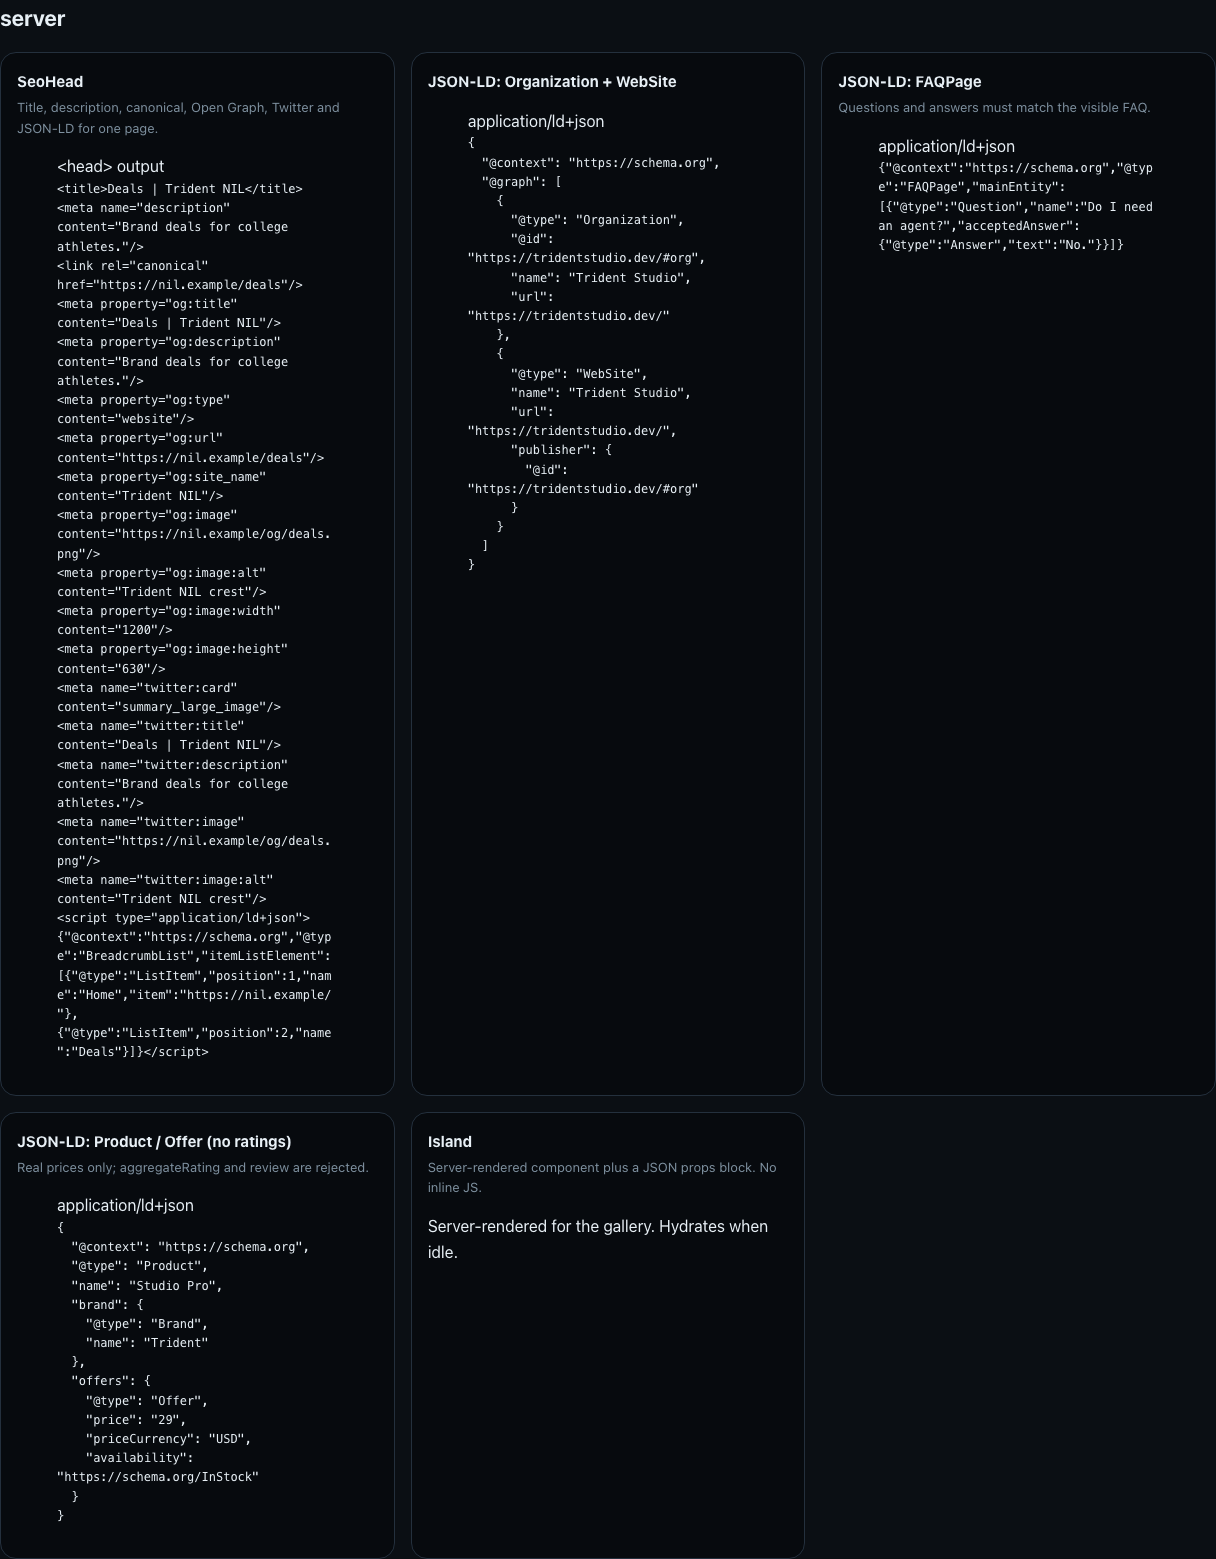 server
SeoHead
Title, description, canonical, Open Graph, Twitter and
JSON-LD for one page.
<head> output
<title>Deals | Trident NIL</title>
<meta name="description"
content="Brand deals for college
athletes."/>
<link rel="canonical"
href="https://nil.example/deals"/>
<meta property="og:title"
content="Deals | Trident NIL"/>
<meta property="og:description"
content="Brand deals for college
athletes."/>
<meta property="og:type"
content="website"/>
<meta property="og:url"
content="https://nil.example/deals"/>
<meta property="og:site_name"
content="Trident NIL"/>
<meta property="og:image"
content="https://nil.example/og/deals.
png"/>
<meta property="og:image:alt"
content="Trident NIL crest"/>
<meta property="og:image:width"
content="1200"/>
<meta property="og:image:height"
content="630"/>
<meta name="twitter:card"
content="summary_large_image"/>
<meta name="twitter:title"
content="Deals | Trident NIL"/>
<meta name="twitter:description"
content="Brand deals for college
athletes."/>
<meta name="twitter:image"
content="https://nil.example/og/deals.
png"/>
<meta name="twitter:image:alt"
content="Trident NIL crest"/>
<script type="application/ld+json">
{"@context":"https://schema.org","@typ
e":"BreadcrumbList","itemListElement":
[{"@type":"ListItem","position":1,"nam
e":"Home","item":"https://nil.example/
"},
{"@type":"ListItem","position":2,"name
":"Deals"}]}</script>
JSON-LD: Organization + WebSite
application/ld+json
{
  "@context": "https://schema.org",
  "@graph": [
    {
      "@type": "Organization",
      "@id":
"https://tridentstudio.dev/#org",
      "name": "Trident Studio",
      "url":
"https://tridentstudio.dev/"
    },
    {
      "@type": "WebSite",
      "name": "Trident Studio",
      "url":
"https://tridentstudio.dev/",
      "publisher": {
        "@id":
"https://tridentstudio.dev/#org"
      }
    }
  ]
}
JSON-LD: FAQPage
Questions and answers must match the visible FAQ.
application/ld+json
{"@context":"https://schema.org","@typ
e":"FAQPage","mainEntity":
[{"@type":"Question","name":"Do I need
an agent?","acceptedAnswer":
{"@type":"Answer","text":"No."}}]}
JSON-LD: Product / Offer (no ratings)
Real prices only; aggregateRating and review are rejected.
application/ld+json
{
  "@context": "https://schema.org",
  "@type": "Product",
  "name": "Studio Pro",
  "brand": {
    "@type": "Brand",
    "name": "Trident"
  },
  "offers": {
    "@type": "Offer",
    "price": "29",
    "priceCurrency": "USD",
    "availability":
"https://schema.org/InStock"
  }
}
Island
Server-rendered component plus a JSON props block. No
inline JS.
Server-rendered for the gallery. Hydrates when
idle.